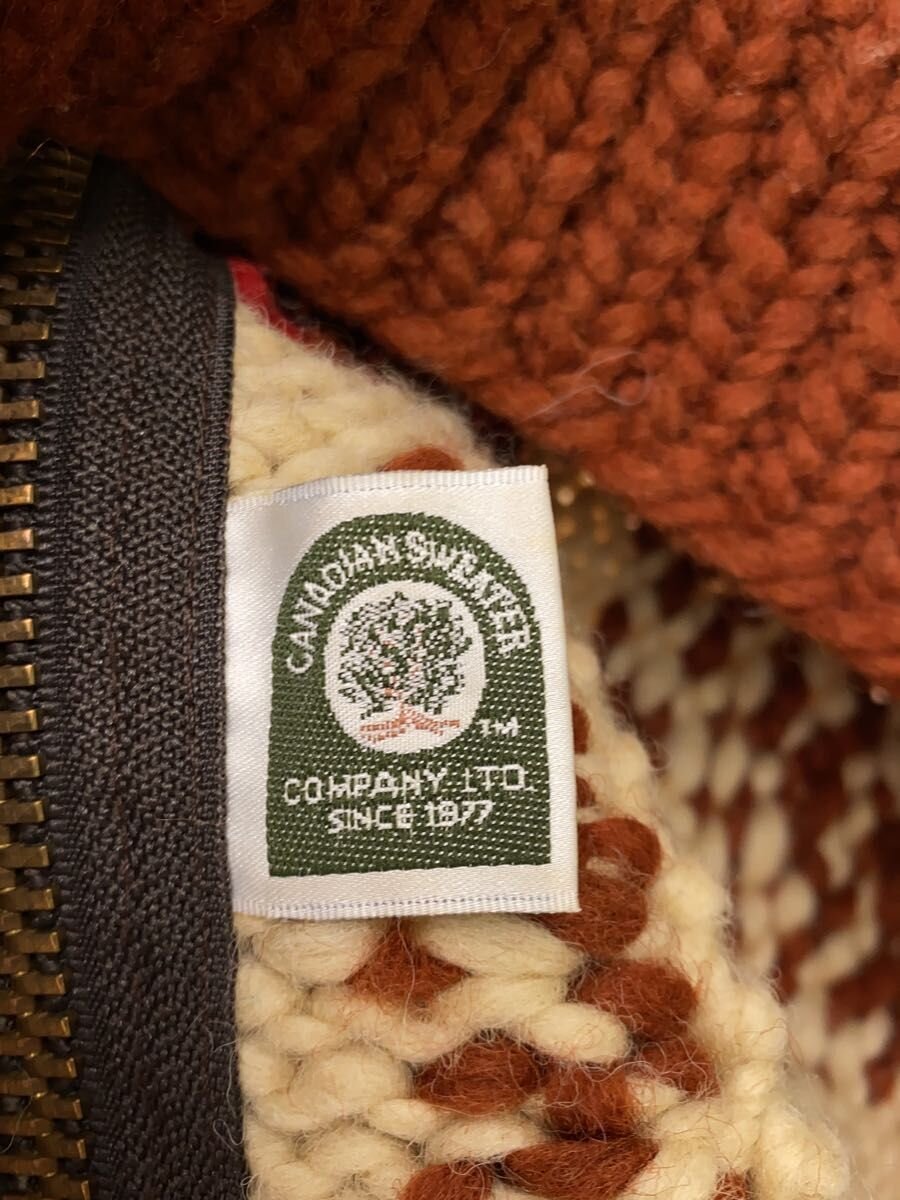 CANADIAN SWEATER
TM
COMPANY LTD.
SINCE 1977